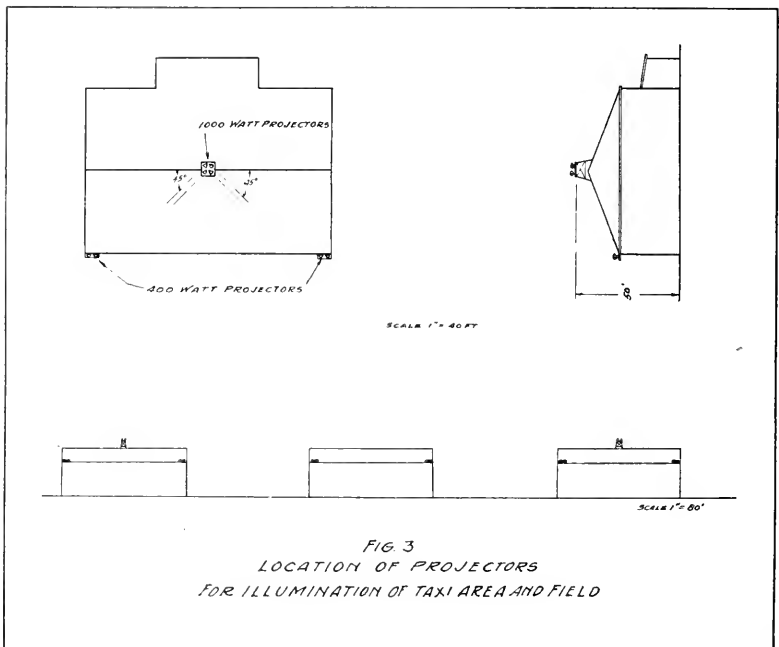 1000 WATT PROJECTORS
45°
45°
400 WATT PROJECTORS
50'
SCALE 1" = 40 FT
SCALE 1" = 80'
FIG. 3
LOCATION OF PROJECTORS
FOR ILLUMINATION OF TAXI AREA AND FIELD